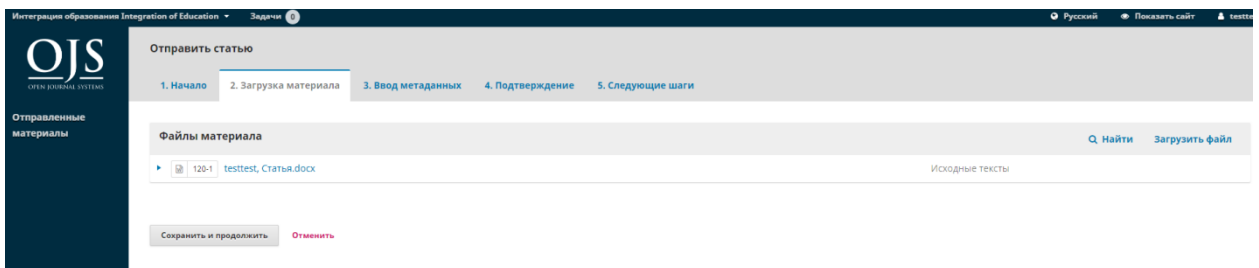 Интеграция образования Integration of Education Задачи 0 Русский Показать сайт testte
OJS
OPEN JOURNAL SYSTEMS
Отправить статью
1. Начало 2. Загрузка материала 3. Ввод метаданных 4. Подтверждение 5. Следующие шаги
Отправленные
материалы
Файлы материала Найти Загрузить файл
120-1 testtest, Статья.docx Исходные тексты
Сохранить и продолжить Отменить